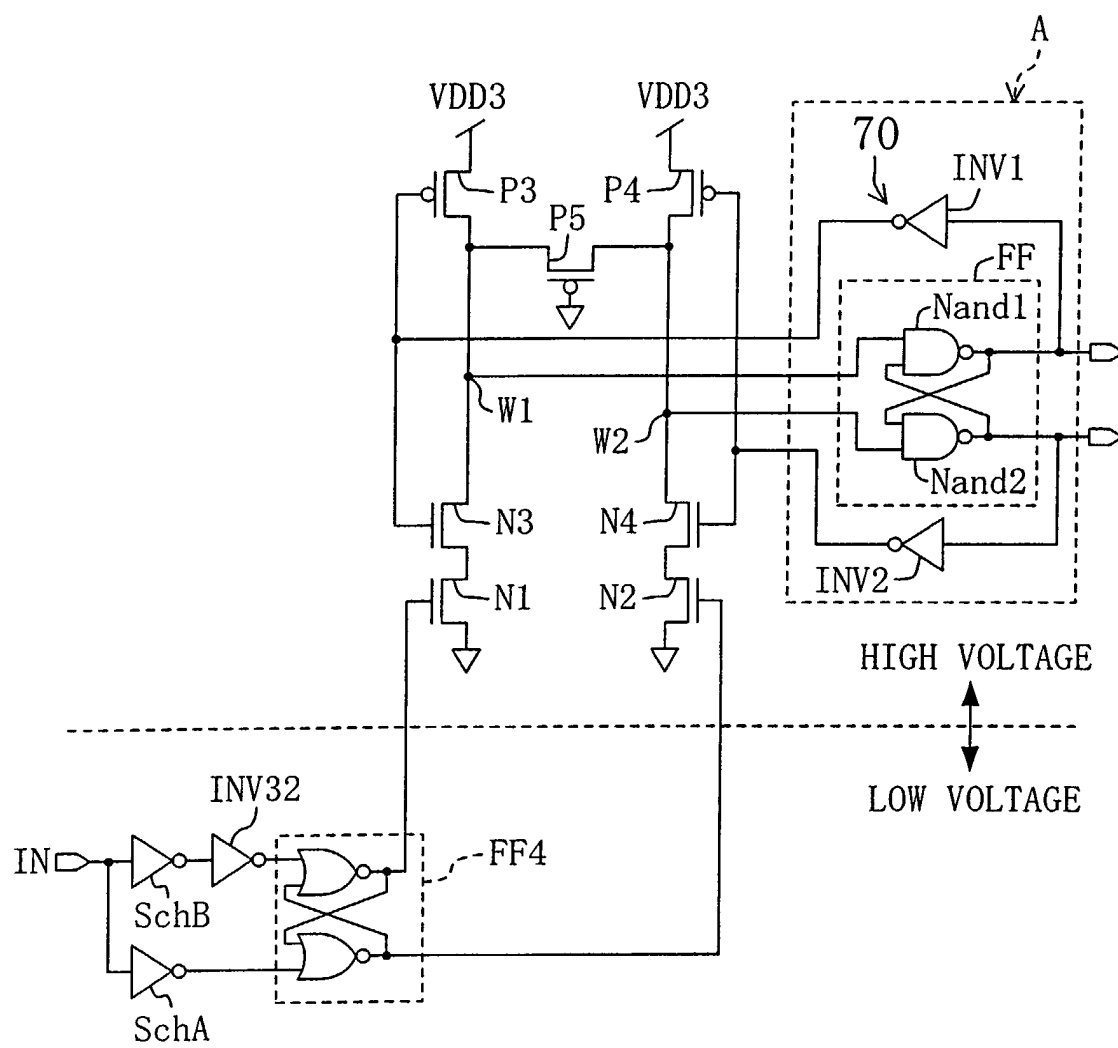 A
VDD3
VDD3
70
INV1
P3
P4
P5
FF
Nand1
W1
W2
Nand2
N3
N4
INV2
N1
N2
HIGH VOLTAGE
LOW VOLTAGE
INV32
IN
FF4
SchB
SchA